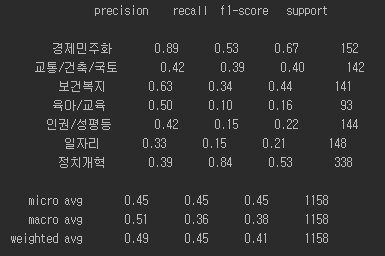 precision recall f1-score support
경제민주화 0.89 0.53 0.67 152
교통/건축/국토 0.42 0.39 0.40 142
보건복지 0.63 0.34 0.44 141
육아/교육 0.50 0.10 0.16 93
인권/성평등 0.42 0.15 0.22 144
일자리 0.33 0.15 0.21 148
정치개혁 0.39 0.84 0.53 338
micro avg 0.45 0.45 0.45 1158
macro avg 0.51 0.36 0.38 1158
weighted avg 0.49 0.45 0.41 1158